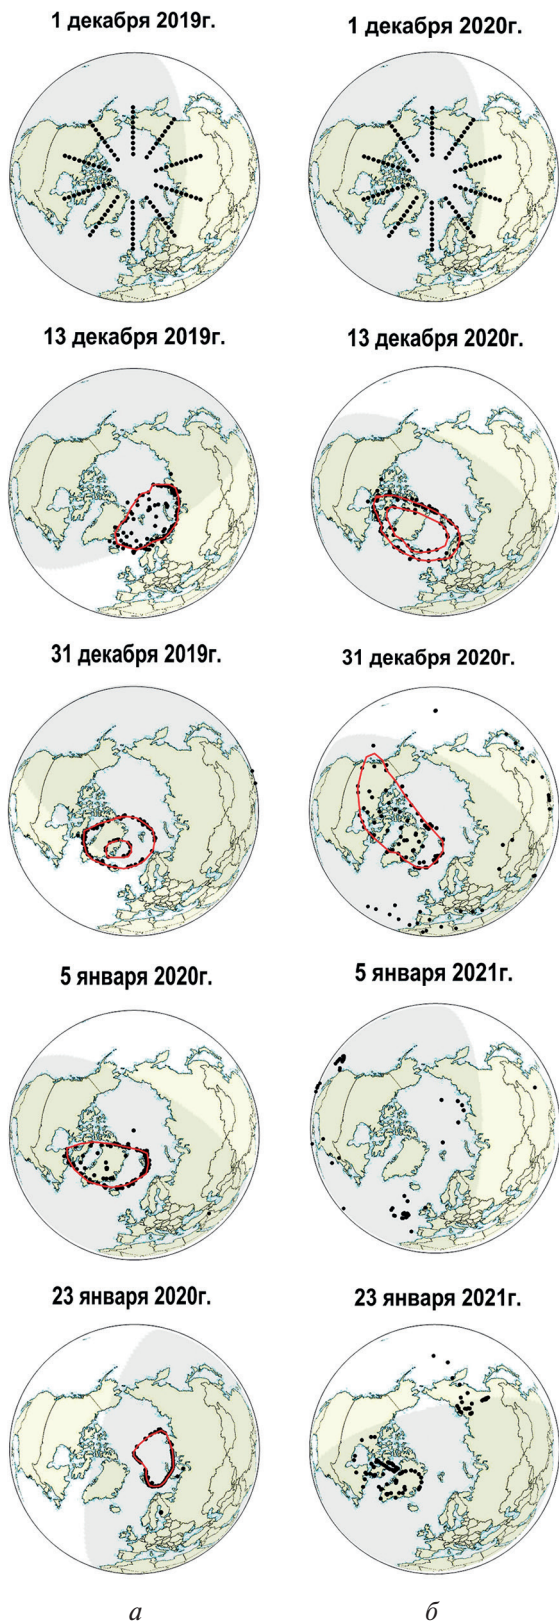 1 декабря 2019г. 1 декабря 2020г.
13 декабря 2019г. 13 декабря 2020г.
31 декабря 2019г. 31 декабря 2020г.
5 января 2020г. 5 января 2021г.
23 января 2020г. 23 января 2021г.
а б